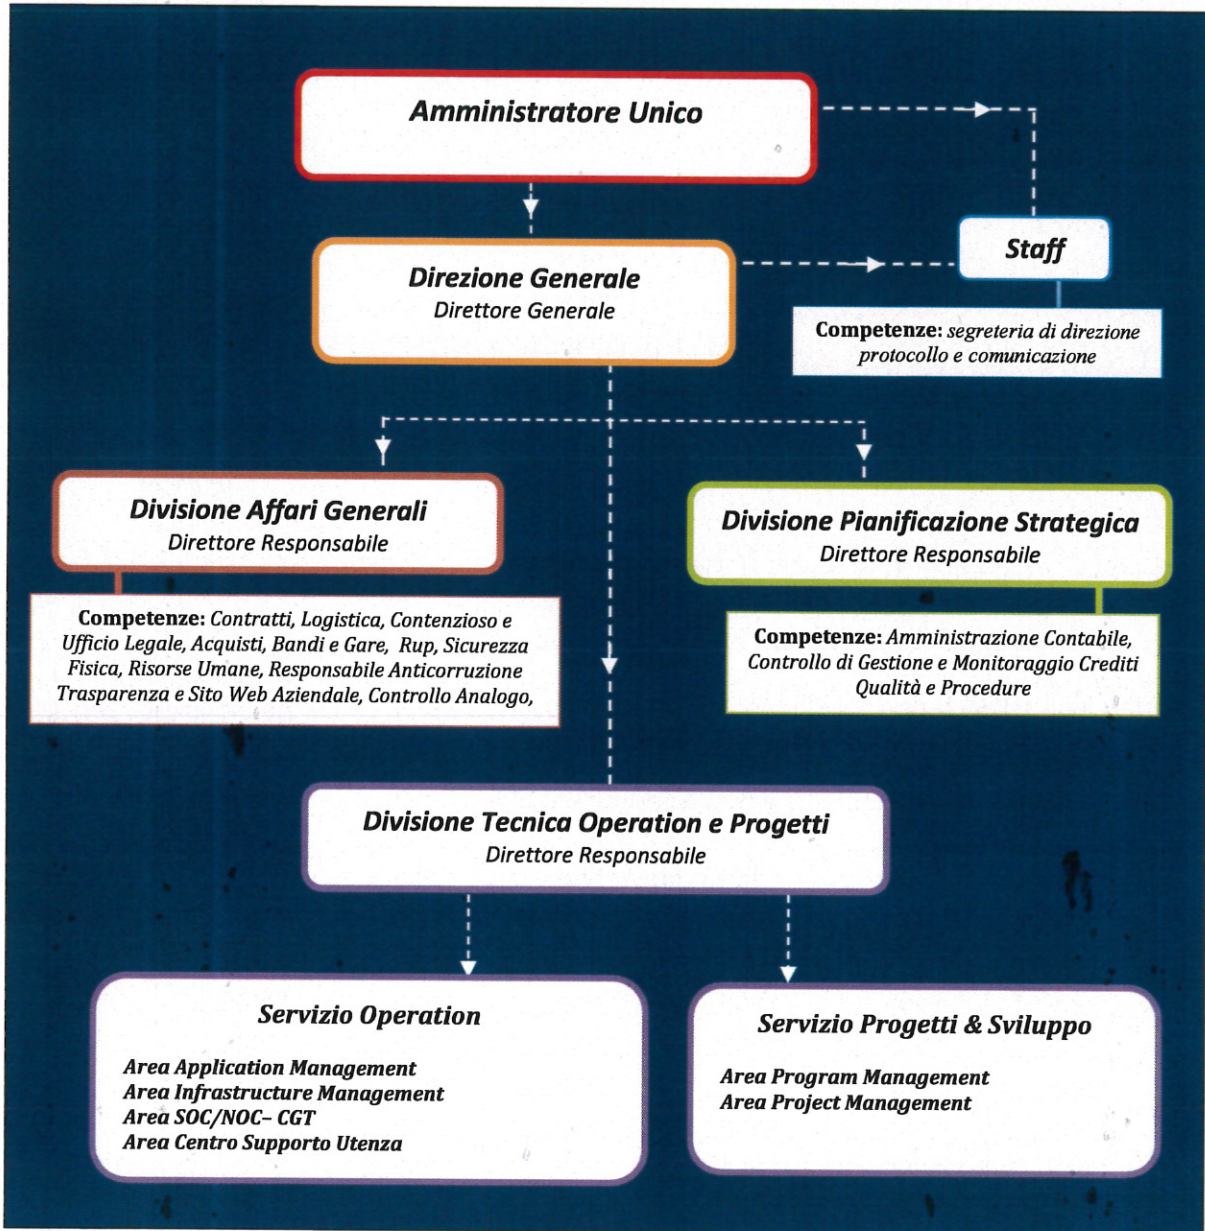 Amministratore Unico
Direzione Generale
Direttore Generale
Staff
Competenze: segreteria di direzione
protocollo e comunicazione
Divisione Affari Generali
Direttore Responsabile
Competenze: Contratti, Logistica, Contenzioso e
Ufficio Legale, Acquisti, Bandi e Gare, Rup, Sicurezza
Fisica, Risorse Umane, Responsabile Anticorruzione
Trasparenza e Sito Web Aziendale, Controllo Analogo,
Divisione Pianificazione Strategica
Direttore Responsabile
Competenze: Amministrazione Contabile,
Controllo di Gestione e Monitoraggio Crediti
Qualità e Procedure
Divisione Tecnica Operation e Progetti
Direttore Responsabile
Servizio Operation
Area Application Management
Area Infrastructure Management
Area SOC/NOC– CGT
Area Centro Supporto Utenza
Servizio Progetti & Sviluppo
Area Program Management
Area Project Management